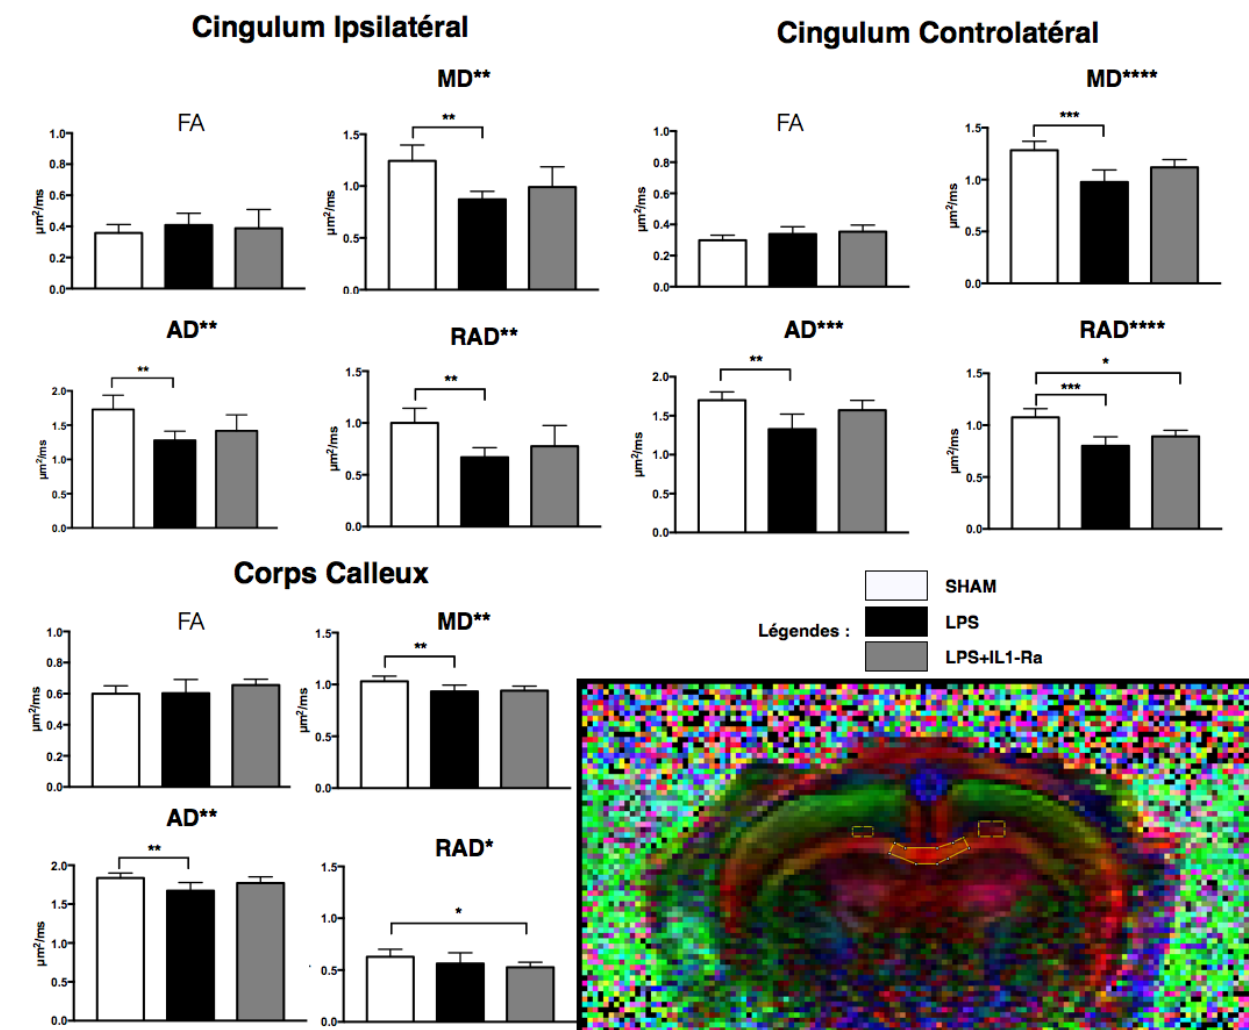 Cingulum Ipsilatéral
FA
1.0
0.8
0.6
0.4
0.2
0.0
µm²/ms
MD**
**
1.5
1.0
0.5
0.0
µm²/ms
AD**
**
2.0
1.5
1.0
0.5
0.0
µm²/ms
RAD**
**
1.5
1.0
0.5
0.0
µm²/ms
Cingulum Controlatéral
FA
1.0
0.8
0.6
0.4
0.2
0.0
µm²/ms
MD****
***
1.5
1.0
0.5
0.0
µm²/ms
AD***
**
2.0
1.5
1.0
0.5
0.0
µm²/ms
RAD****
*
***
1.5
1.0
0.5
0.0
µm²/ms
Corps Calleux
FA
1.0
0.8
0.6
0.4
0.2
0.0
µm²/ms
MD**
**
1.5
1.0
0.5
0.0
µm²/ms
AD**
**
2.0
1.5
1.0
0.5
0.0
µm²/ms
RAD*
*
1.5
1.0
0.5
0.0
Légendes :
SHAM
LPS
LPS+IL1-Ra